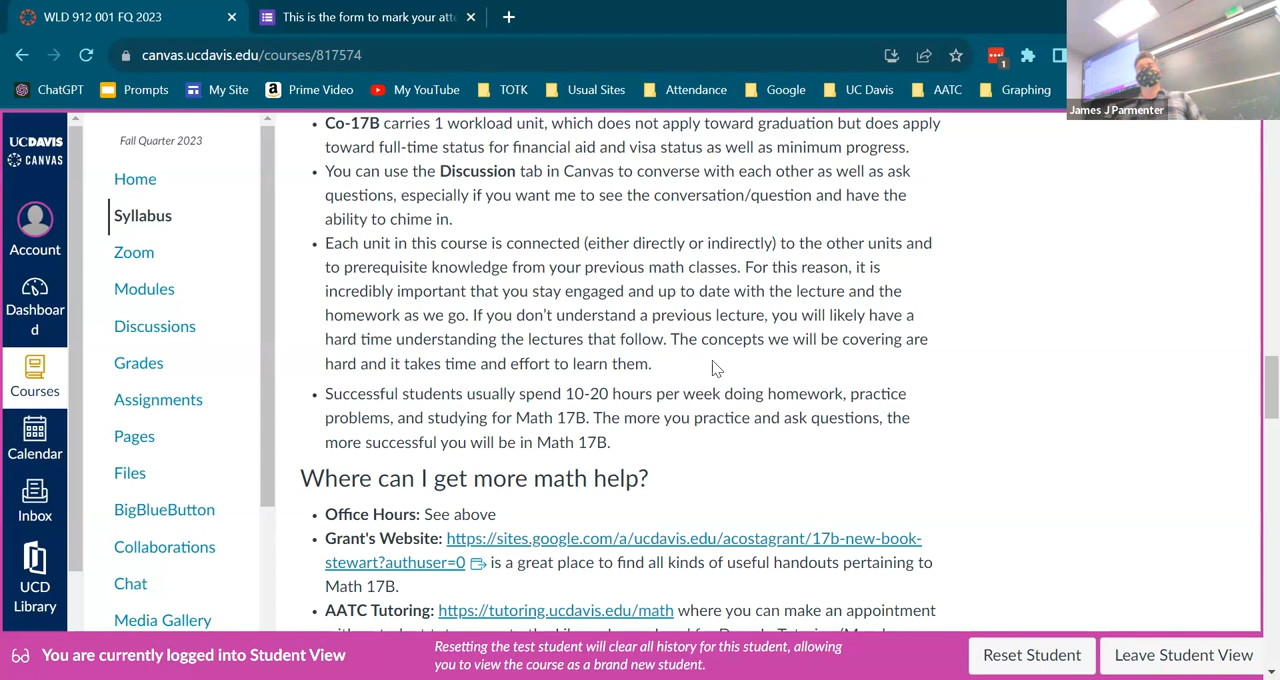 WLD 912 001 FQ 2023
This is the form to mark your atte
canvas.ucdavis.edu/courses/817574
1
ChatGPT
Prompts
My Site
Prime Video
My YouTube
TOTK
Usual Sites
Attendance
Google
UC Davis
AATC
Graphing
James J Parmenter
UCDAVIS
CANVAS
Account
Dashboar
d
Courses
Calendar
Inbox
UCD
Library
Fall Quarter 2023
Home
Syllabus
Zoom
Modules
Discussions
Grades
Assignments
Pages
Files
BigBlueButton
Collaborations
Chat
Media Gallery
• Co-17B carries 1 workload unit, which does not apply toward graduation but does apply
toward full-time status for financial aid and visa status as well as minimum progress.
• You can use the Discussion tab in Canvas to converse with each other as well as ask
questions, especially if you want me to see the conversation/question and have the
ability to chime in.
• Each unit in this course is connected (either directly or indirectly) to the other units and
to prerequisite knowledge from your previous math classes. For this reason, it is
incredibly important that you stay engaged and up to date with the lecture and the
homework as we go. If you don't understand a previous lecture, you will likely have a
hard time understanding the lectures that follow. The concepts we will be covering are
hard and it takes time and effort to learn them.
• Successful students usually spend 10-20 hours per week doing homework, practice
problems, and studying for Math 17B. The more you practice and ask questions, the
more successful you will be in Math 17B.
Where can I get more math help?
• Office Hours: See above
• Grant's Website: https://sites.google.com/a/ucdavis.edu/acostagrant/17b-new-book-
stewart?authuser=0 is a great place to find all kinds of useful handouts pertaining to
Math 17B.
• AATC Tutoring: https://tutoring.ucdavis.edu/math where you can make an appointment
You are currently logged into Student View
Resetting the test student will clear all history for this student, allowing
you to view the course as a brand new student.
Reset Student
Leave Student View